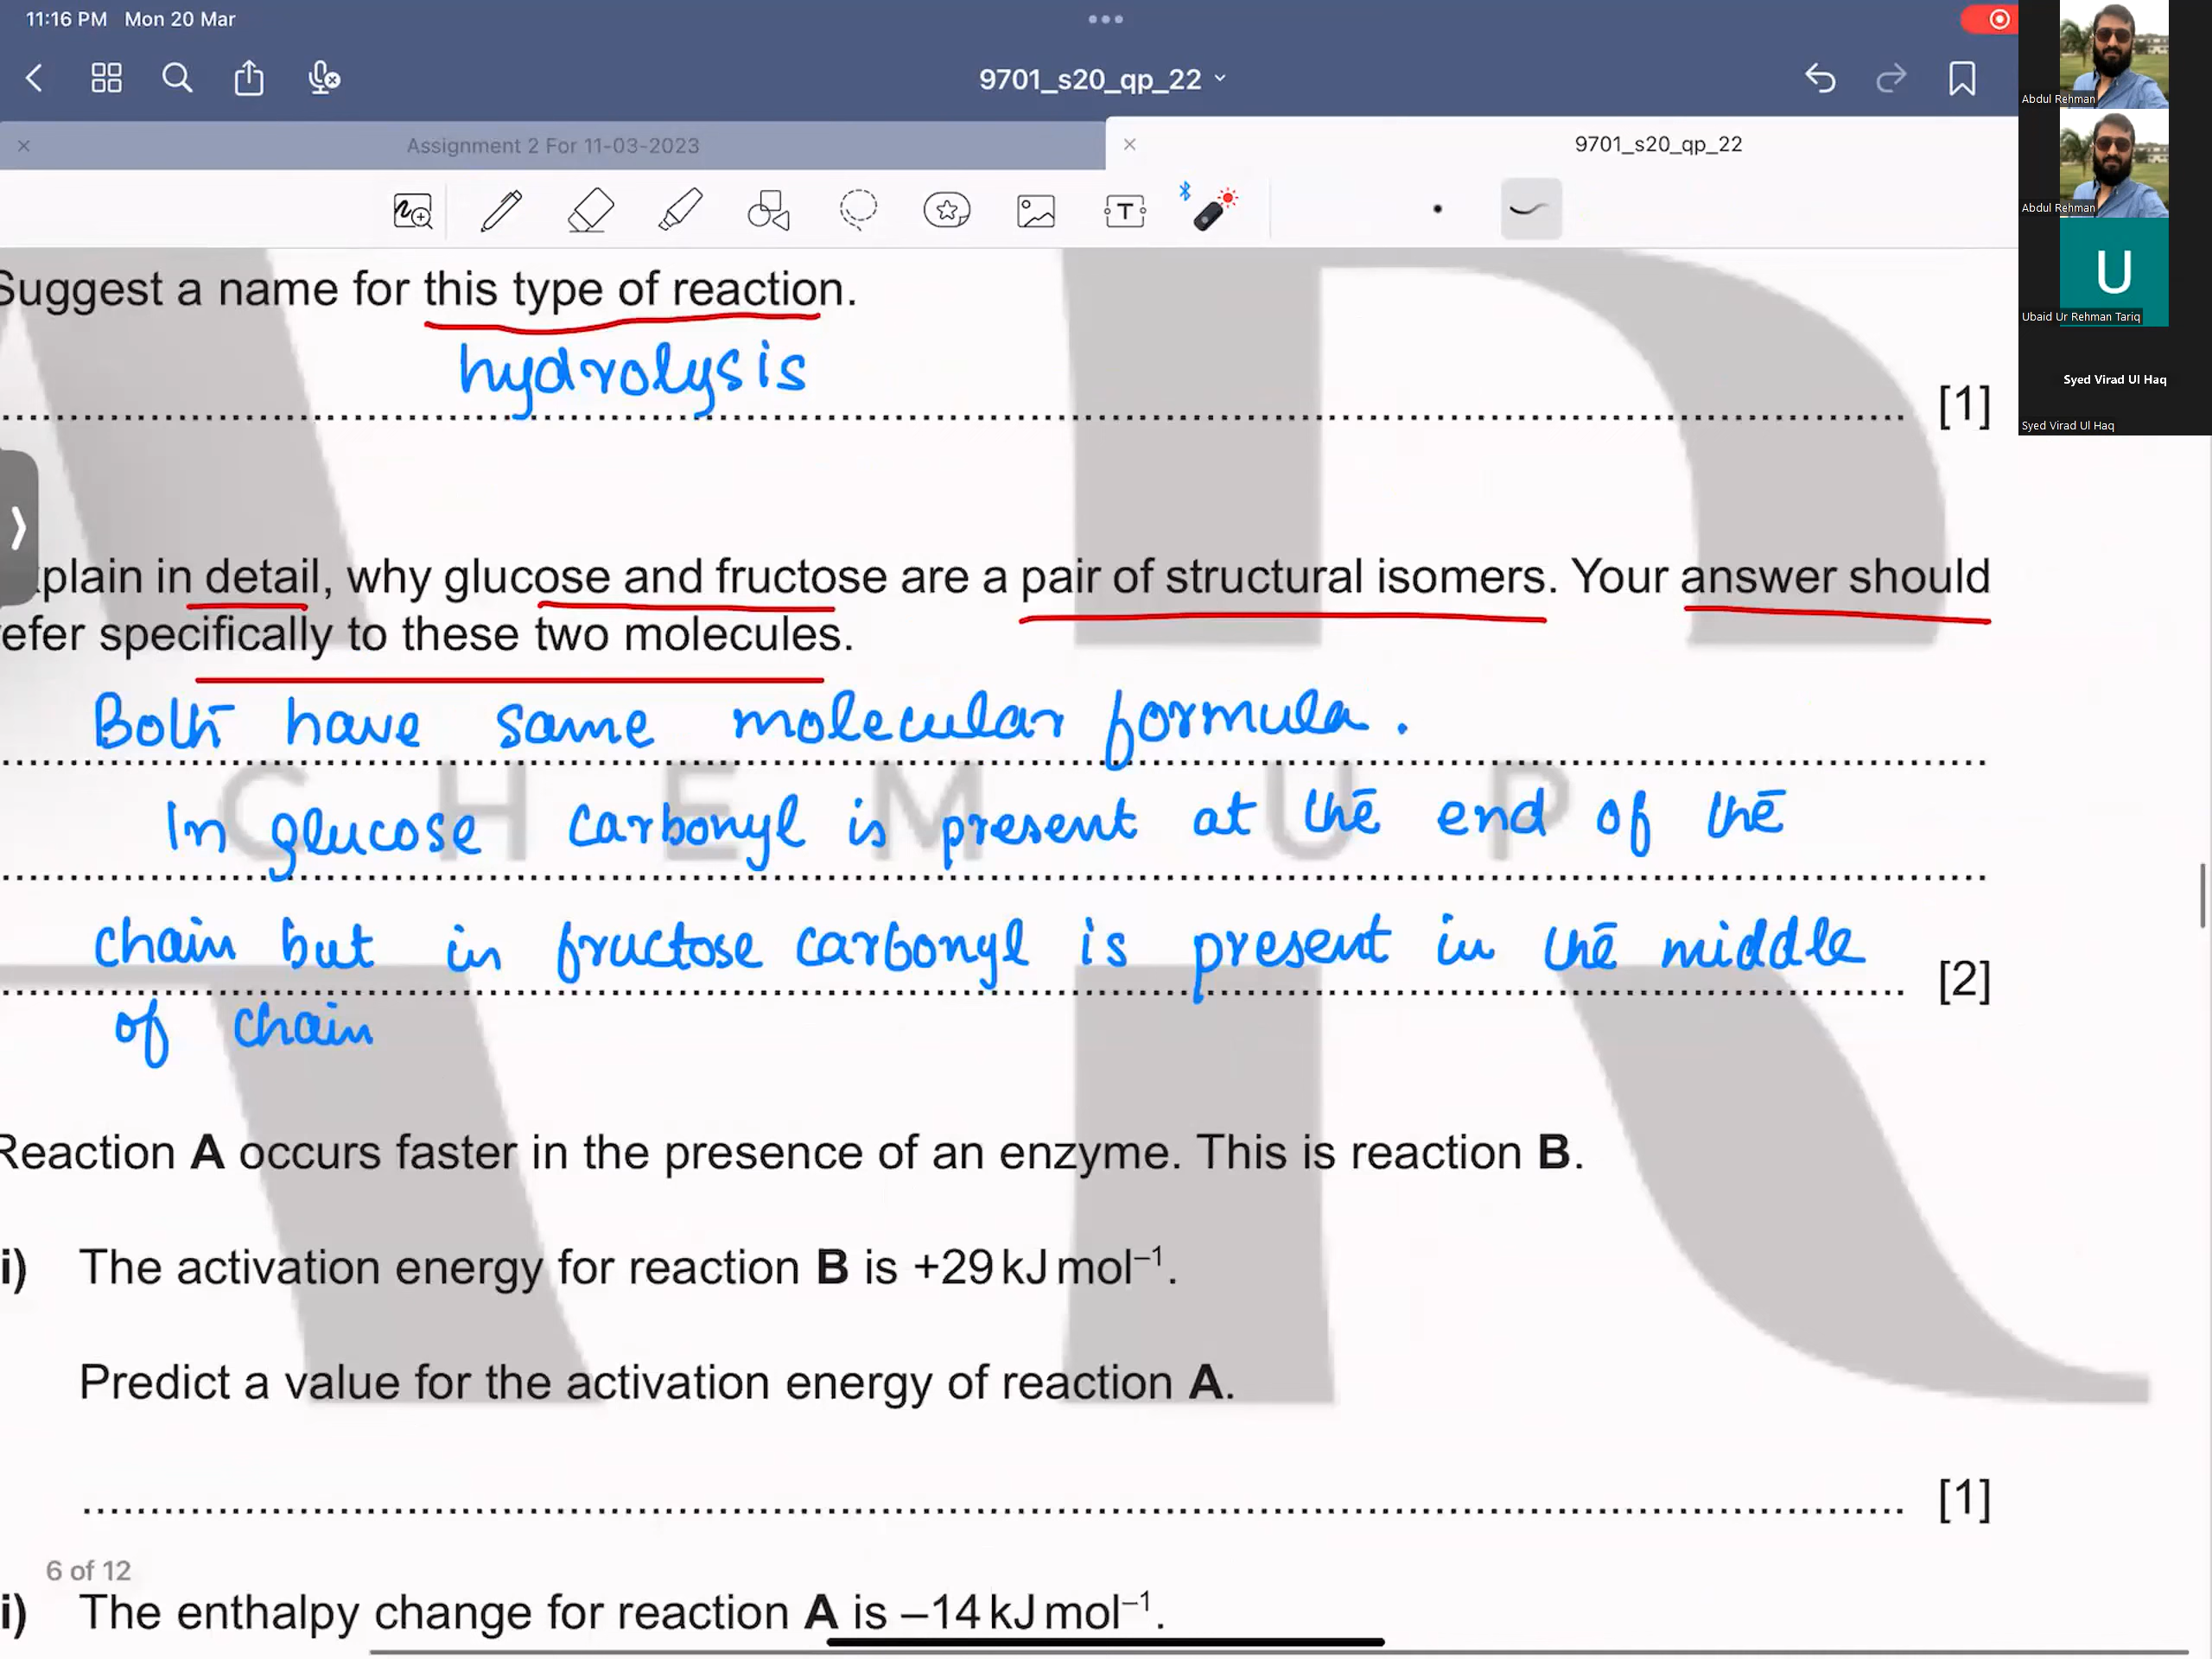 11:16 PM Mon 20 Mar
9701_s20_qp_22
Assignment 2 For 11-03-2023
9701_s20_qp_22
T
Abdul Rehman
Abdul Rehman
U
Ubaid Ur Rehman Tariq
Syed Virad Ul Haq
Syed Virad Ul Haq
Suggest a name for this type of reaction.
hydrolysis
[1]
plain in detail, why glucose and fructose are a pair of structural isomers. Your answer should
efer specifically to these two molecules.
Both have same molecular formula.
CHEM UP
In glucose carbonyl is present at the end of the
chain but in fructose carbonyl is present in the middle
[2]
of chain
Reaction A occurs faster in the presence of an enzyme. This is reaction B.
i) The activation energy for reaction B is +29 kJ mol⁻¹.
Predict a value for the activation energy of reaction A.
[1]
6 of 12
i) The enthalpy change for reaction A is –14 kJ mol⁻¹.